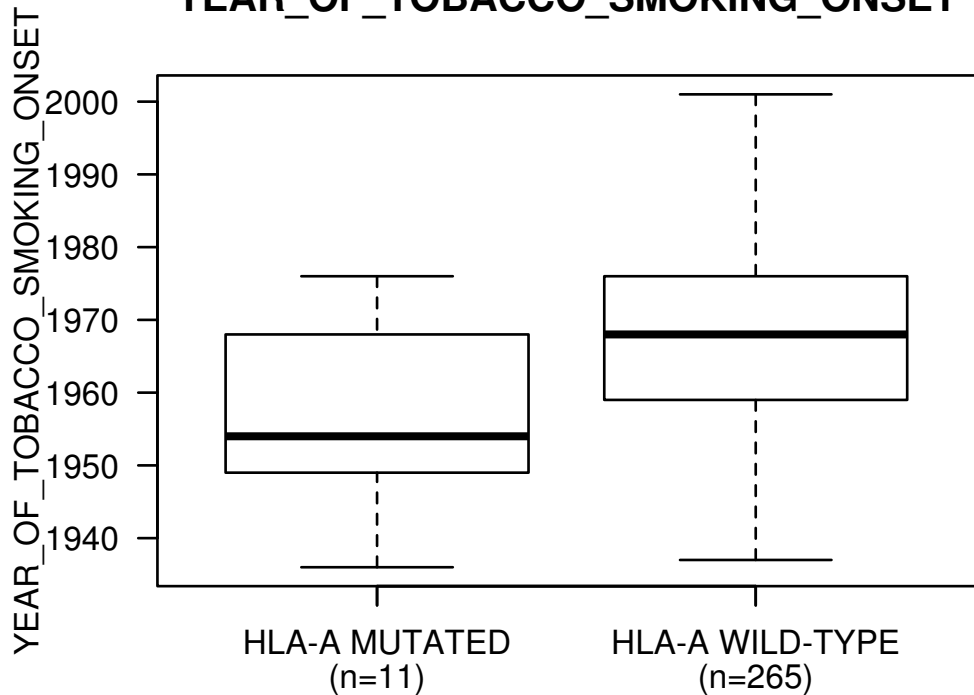 YEAR_OF_TOBACCO_SMOKING_ONSET
YEAR_OF_TOBACCO_SMOKING_ONSET
2000
1990
1980
1970
1960
1950
1940
HLA-A MUTATED
(n=11)
HLA-A WILD-TYPE
(n=265)